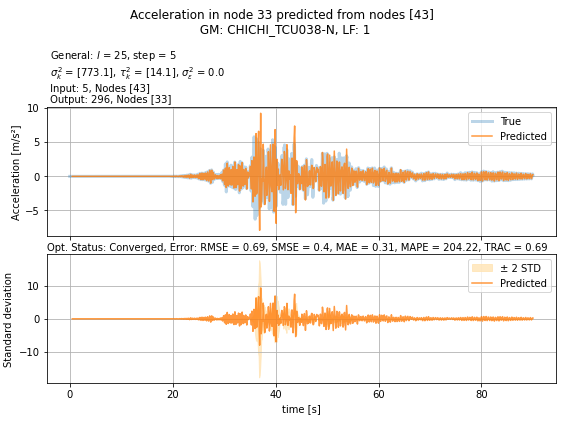 Acceleration in node 33 predicted from nodes [43]
GM: CHICHI_TCU038-N, LF: 1
General: l = 25, step = 5
σ²ₖ = [773.1], τ²ₖ = [14.1], σ²ε = 0.0
Input: 5, Nodes [43]
Output: 296, Nodes [33]
Acceleration [m/s²]
10
5
0
−5
True
Predicted
Opt. Status: Converged, Error: RMSE = 0.69, SMSE = 0.4, MAE = 0.31, MAPE = 204.22, TRAC = 0.69
Standard deviation
10
0
−10
± 2 STD
Predicted
0 20 40 60 80
time [s]